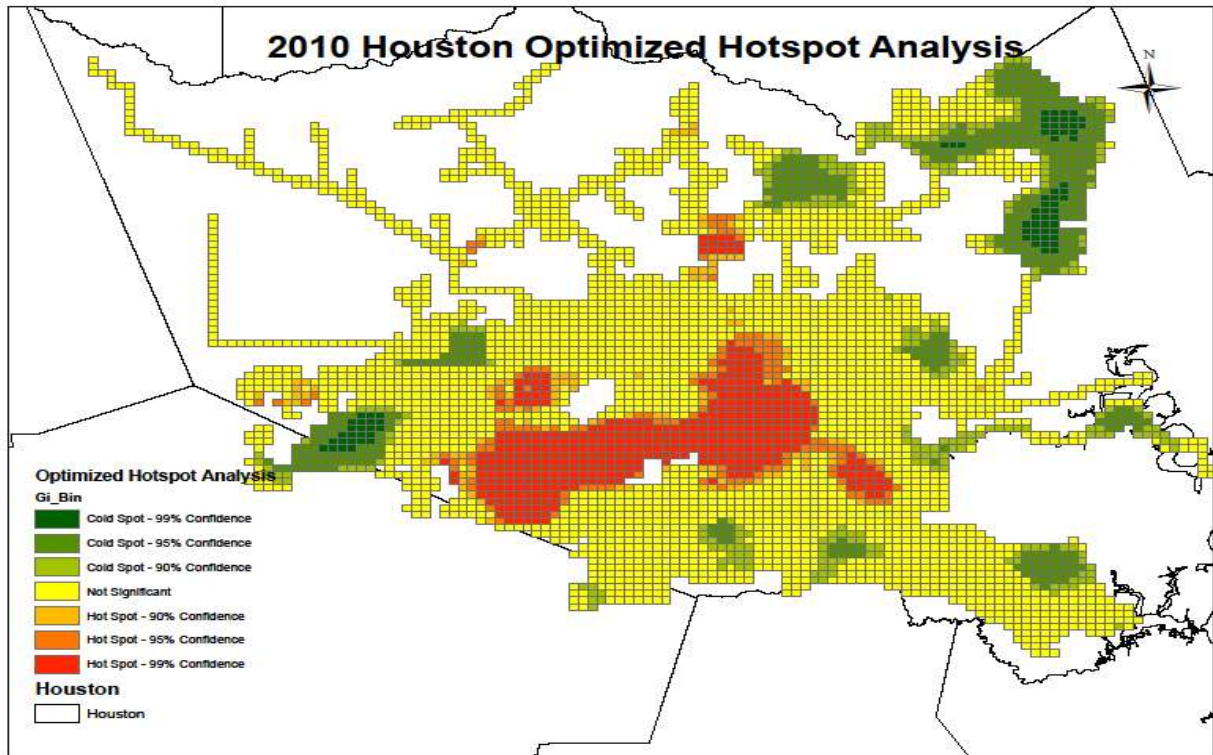 2010 Houston Optimized Hotspot Analysis
N
Optimized Hotspot Analysis
Gi_Bin
Cold Spot - 99% Confidence
Cold Spot - 95% Confidence
Cold Spot - 90% Confidence
Not Significant
Hot Spot - 90% Confidence
Hot Spot - 95% Confidence
Hot Spot - 99% Confidence
Houston
Houston